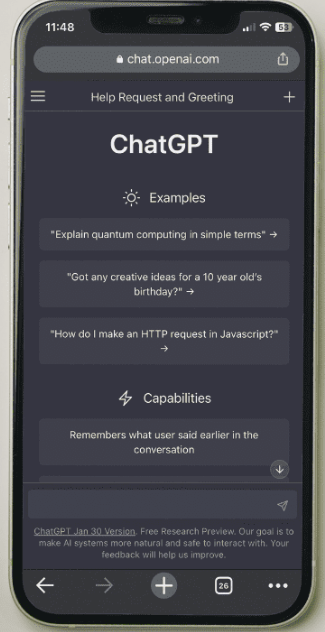 11:48
53
chat.openai.com
Help Request and Greeting
ChatGPT
Examples
"Explain quantum computing in simple terms" →
"Got any creative ideas for a 10 year old's
birthday?" →
"How do I make an HTTP request in Javascript?"
→
Capabilities
Remembers what user said earlier in the
conversation
ChatGPT Jan 30 Version. Free Research Preview. Our goal is to
make AI systems more natural and safe to interact with. Your
feedback will help us improve.
26